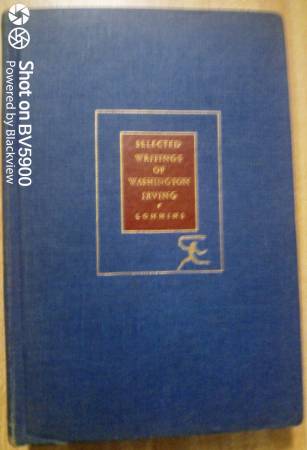 SELECTED
WRITINGS
OF
WASHINGTON
IRVING
COMMINS
Shot on BV5900
Powered by Blackview